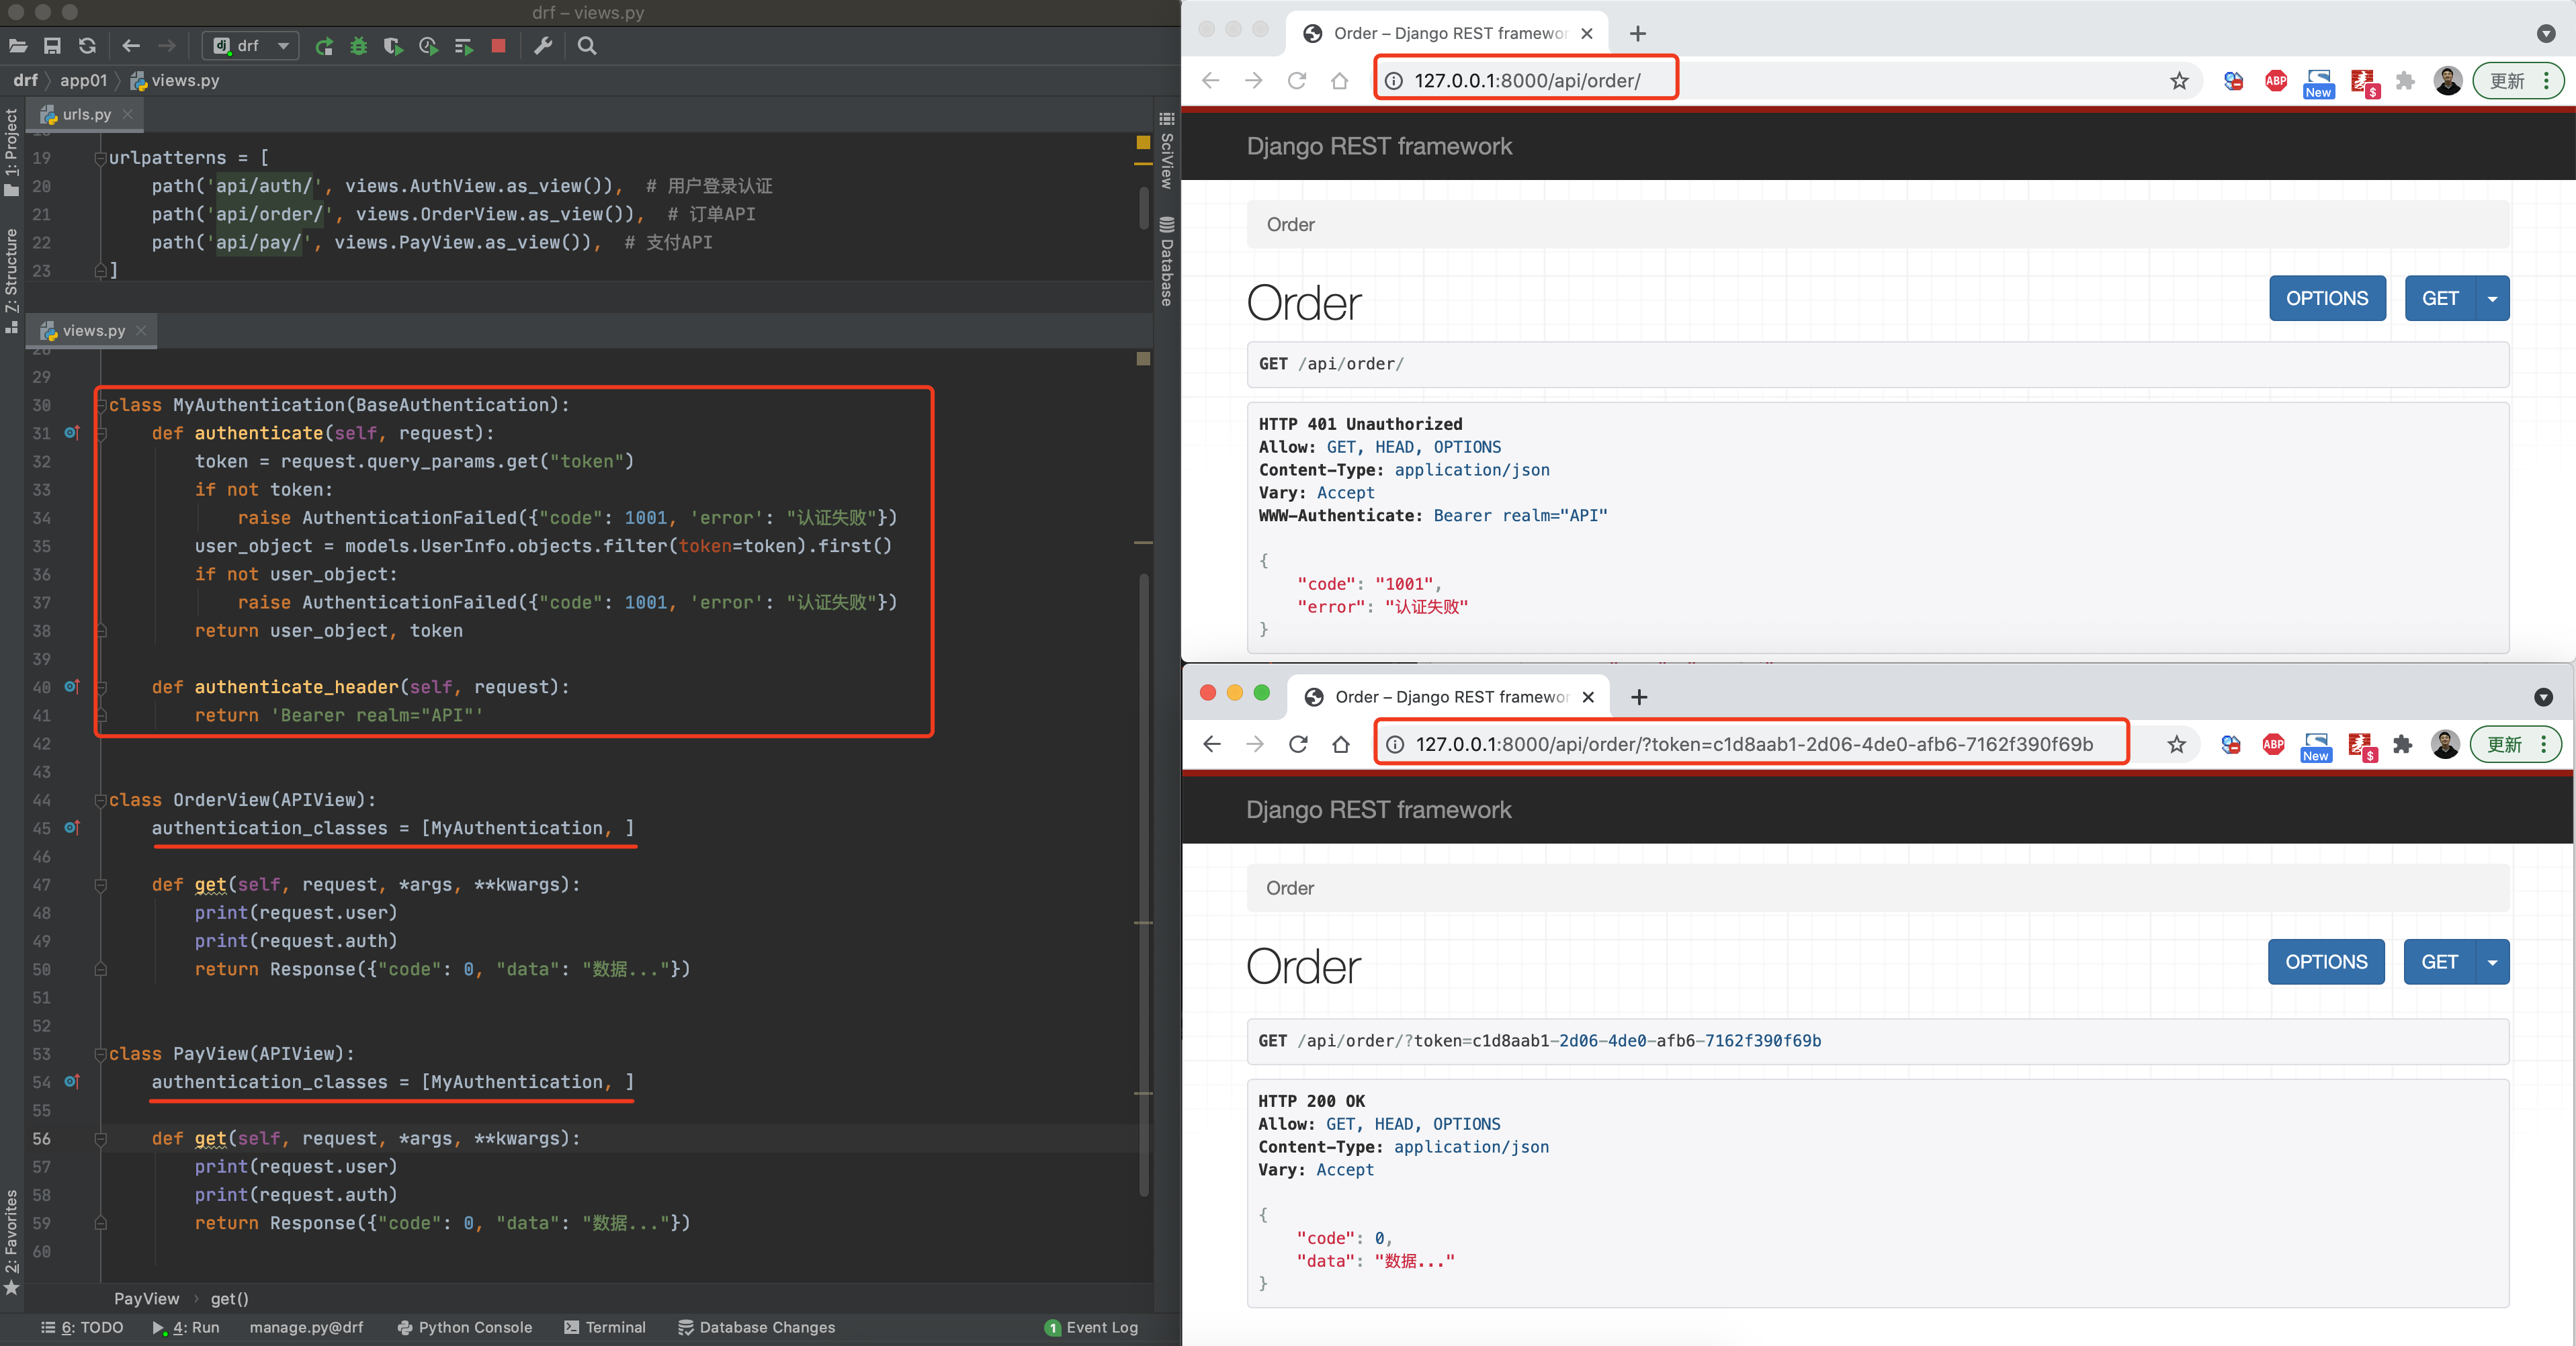 drf – views.py
drf
drf
app01
views.py
1: Project
Z: Structure
2: Favorites
SciView
Database
urls.py
19 urlpatterns = [
20 path('api/auth/', views.AuthView.as_view()), # 用户登录认证
21 path('api/order/', views.OrderView.as_view()), # 订单API
22 path('api/pay/', views.PayView.as_view()), # 支付API
23 ]
views.py
28
29
30 class MyAuthentication(BaseAuthentication):
31 def authenticate(self, request):
32 token = request.query_params.get("token")
33 if not token:
34 raise AuthenticationFailed({"code": 1001, 'error': "认证失败"})
35 user_object = models.UserInfo.objects.filter(token=token).first()
36 if not user_object:
37 raise AuthenticationFailed({"code": 1001, 'error': "认证失败"})
38 return user_object, token
39
40 def authenticate_header(self, request):
41 return 'Bearer realm="API"'
42
43
44 class OrderView(APIView):
45 authentication_classes = [MyAuthentication, ]
46
47 def get(self, request, *args, **kwargs):
48 print(request.user)
49 print(request.auth)
50 return Response({"code": 0, "data": "数据..."})
51
52
53 class PayView(APIView):
54 authentication_classes = [MyAuthentication, ]
55
56 def get(self, request, *args, **kwargs):
57 print(request.user)
58 print(request.auth)
59 return Response({"code": 0, "data": "数据..."})
60
PayView
get()
6: TODO
4: Run
manage.py@drf
Python Console
Terminal
Database Changes
1 Event Log
Order – Django REST framewor
127.0.0.1:8000/api/order/
ABP
New
$
更新
Django REST framework
Order
Order
OPTIONS
GET
GET /api/order/
HTTP 401 Unauthorized
Allow: GET, HEAD, OPTIONS
Content-Type: application/json
Vary: Accept
WWW-Authenticate: Bearer realm="API"
{
"code": "1001",
"error": "认证失败"
}
Order – Django REST framewor
127.0.0.1:8000/api/order/?token=c1d8aab1-2d06-4de0-afb6-7162f390f69b
ABP
New
$
更新
Django REST framework
Order
Order
OPTIONS
GET
GET /api/order/?token=c1d8aab1-2d06-4de0-afb6-7162f390f69b
HTTP 200 OK
Allow: GET, HEAD, OPTIONS
Content-Type: application/json
Vary: Accept
{
"code": 0,
"data": "数据..."
}